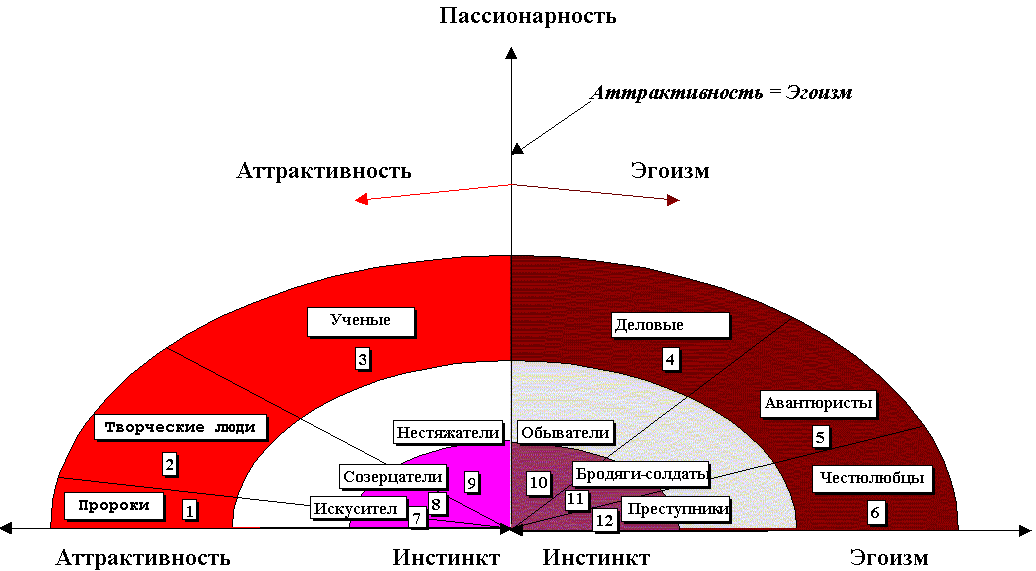 Пассионарность
Аттрактивность = Эгоизм
Аттрактивность
Эгоизм
Ученые
3
Деловые
4
Творческие люди
2
Авантюристы
5
Пророки
1
Честолюбцы
6
Нестяжатели
9
Обыватели
10
Созерцатели
8
Бродяги-солдаты
11
Искусител
7
Преступники
12
Аттрактивность
Инстинкт
Инстинкт
Эгоизм